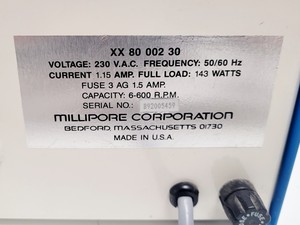 XX 80 002 30
VOLTAGE: 230 V.A.C. FREQUENCY: 50/60 Hz
CURRENT 1.15 AMP. FULL LOAD: 143 WATTS
FUSE 3 AG 1.5 AMP.
CAPACITY: 6-600 R.P.M.
SERIAL NO.:
MILLIPORE CORPORATION
BEDFORD, MASSACHUSETTS 01730
MADE IN U.S.A.
FUSE